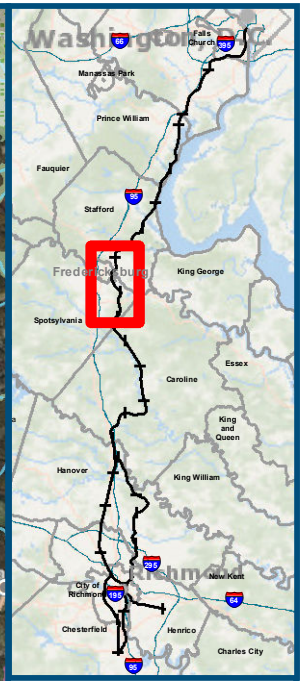 Washington, D.C.
Falls
Church
66
395
Manassas Park
Prince William
Fauquier
95
Stafford
Fredericksburg
King George
Spotsylvania
Essex
Caroline
King
and
Queen
Hanover
King William
295
Richmond
New Kent
City of
Richmond
195
64
Chesterfield
Henrico
95
Charles City